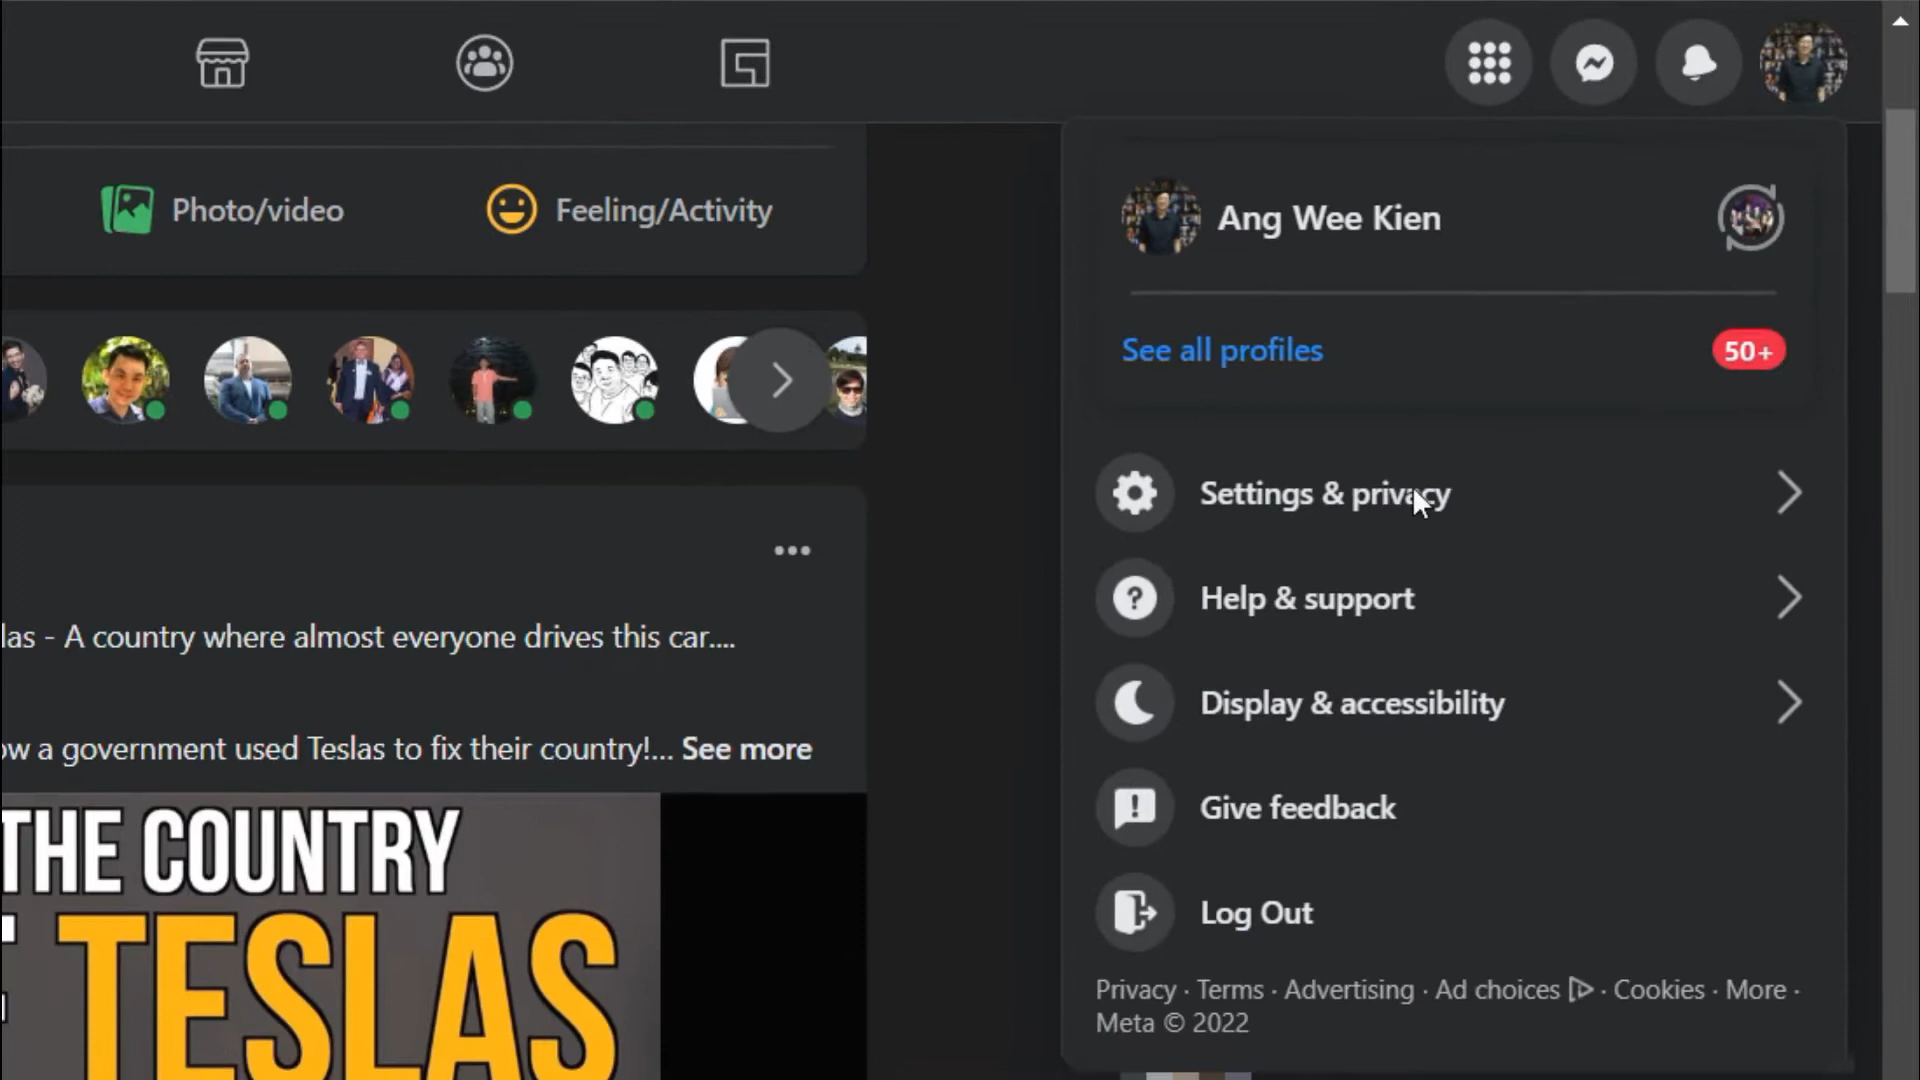 Photo/video
Feeling/Activity
las - A country where almost everyone drives this car....
ow a government used Teslas to fix their country!... See more
THE COUNTRY
TESLAS
Ang Wee Kien
See all profiles
50+
Settings & privacy
Help & support
Display & accessibility
Give feedback
Log Out
Privacy · Terms · Advertising · Ad choices · Cookies · More ·
Meta © 2022